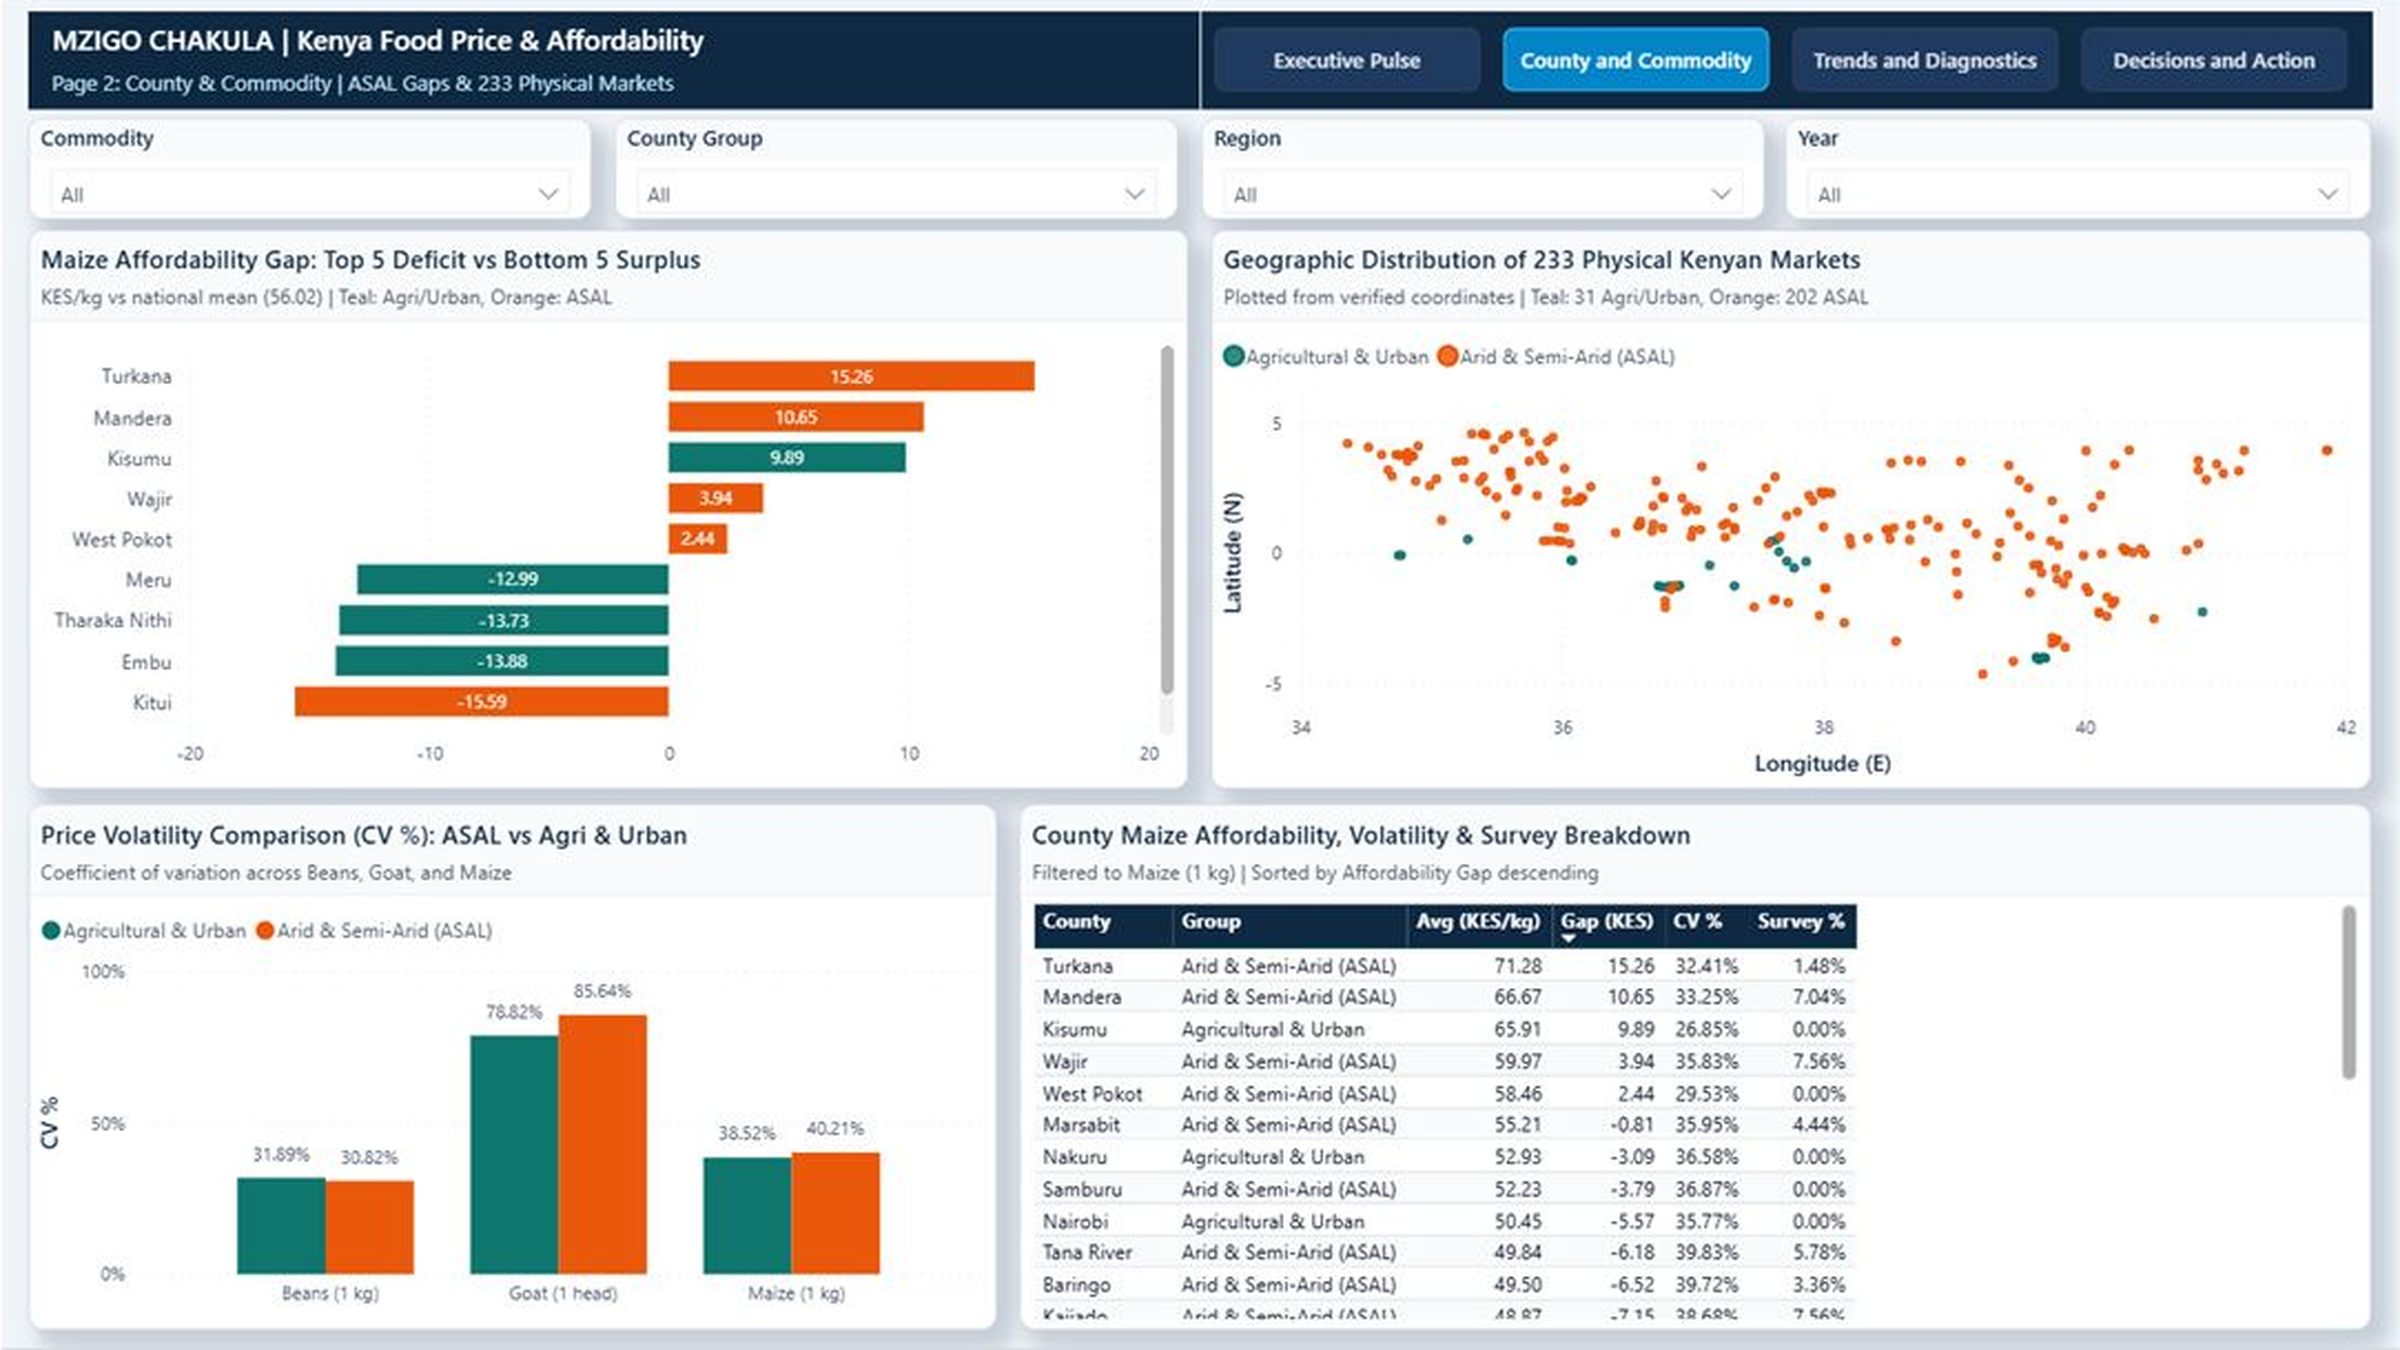 MZIGO CHAKULA | Kenya Food Price & Affordability
Page 2: County & Commodity | ASAL Gaps & 233 Physical Markets
Executive Pulse
County and Commodity
Trends and Diagnostics
Decisions and Action
Commodity
All
County Group
All
Region
All
Year
All
Maize Affordability Gap: Top 5 Deficit vs Bottom 5 Surplus
KES/kg vs national mean (56.02) | Teal: Agri/Urban, Orange: ASAL
Turkana 15.26
Mandera 10.65
Kisumu 9.89
Wajir 3.94
West Pokot 2.44
Meru -12.99
Tharaka Nithi -13.73
Embu -13.88
Kitui -15.59
-20 -10 0 10 20
Geographic Distribution of 233 Physical Kenyan Markets
Plotted from verified coordinates | Teal: 31 Agri/Urban, Orange: 202 ASAL
Agricultural & Urban Arid & Semi-Arid (ASAL)
Latitude (N)
5
0
-5
34 36 38 40 42
Longitude (E)
Price Volatility Comparison (CV %): ASAL vs Agri & Urban
Coefficient of variation across Beans, Goat, and Maize
Agricultural & Urban Arid & Semi-Arid (ASAL)
CV %
100%
50%
0%
31.89% 30.82%
78.82% 85.64%
38.52% 40.21%
Beans (1 kg) Goat (1 head) Maize (1 kg)
County Maize Affordability, Volatility & Survey Breakdown
Filtered to Maize (1 kg) | Sorted by Affordability Gap descending
County Group Avg (KES/kg) Gap (KES) CV % Survey %
Turkana Arid & Semi-Arid (ASAL) 71.28 15.26 32.41% 1.48%
Mandera Arid & Semi-Arid (ASAL) 66.67 10.65 33.25% 7.04%
Kisumu Agricultural & Urban 65.91 9.89 26.85% 0.00%
Wajir Arid & Semi-Arid (ASAL) 59.97 3.94 35.83% 7.56%
West Pokot Arid & Semi-Arid (ASAL) 58.46 2.44 29.53% 0.00%
Marsabit Arid & Semi-Arid (ASAL) 55.21 -0.81 35.95% 4.44%
Nakuru Agricultural & Urban 52.93 -3.09 36.58% 0.00%
Samburu Arid & Semi-Arid (ASAL) 52.23 -3.79 36.87% 0.00%
Nairobi Agricultural & Urban 50.45 -5.57 35.77% 0.00%
Tana River Arid & Semi-Arid (ASAL) 49.84 -6.18 39.83% 5.78%
Baringo Arid & Semi-Arid (ASAL) 49.50 -6.52 39.72% 3.36%
Kajiado Arid & Semi-Arid (ASAL) 48.87 -7.15 38.68% 7.56%